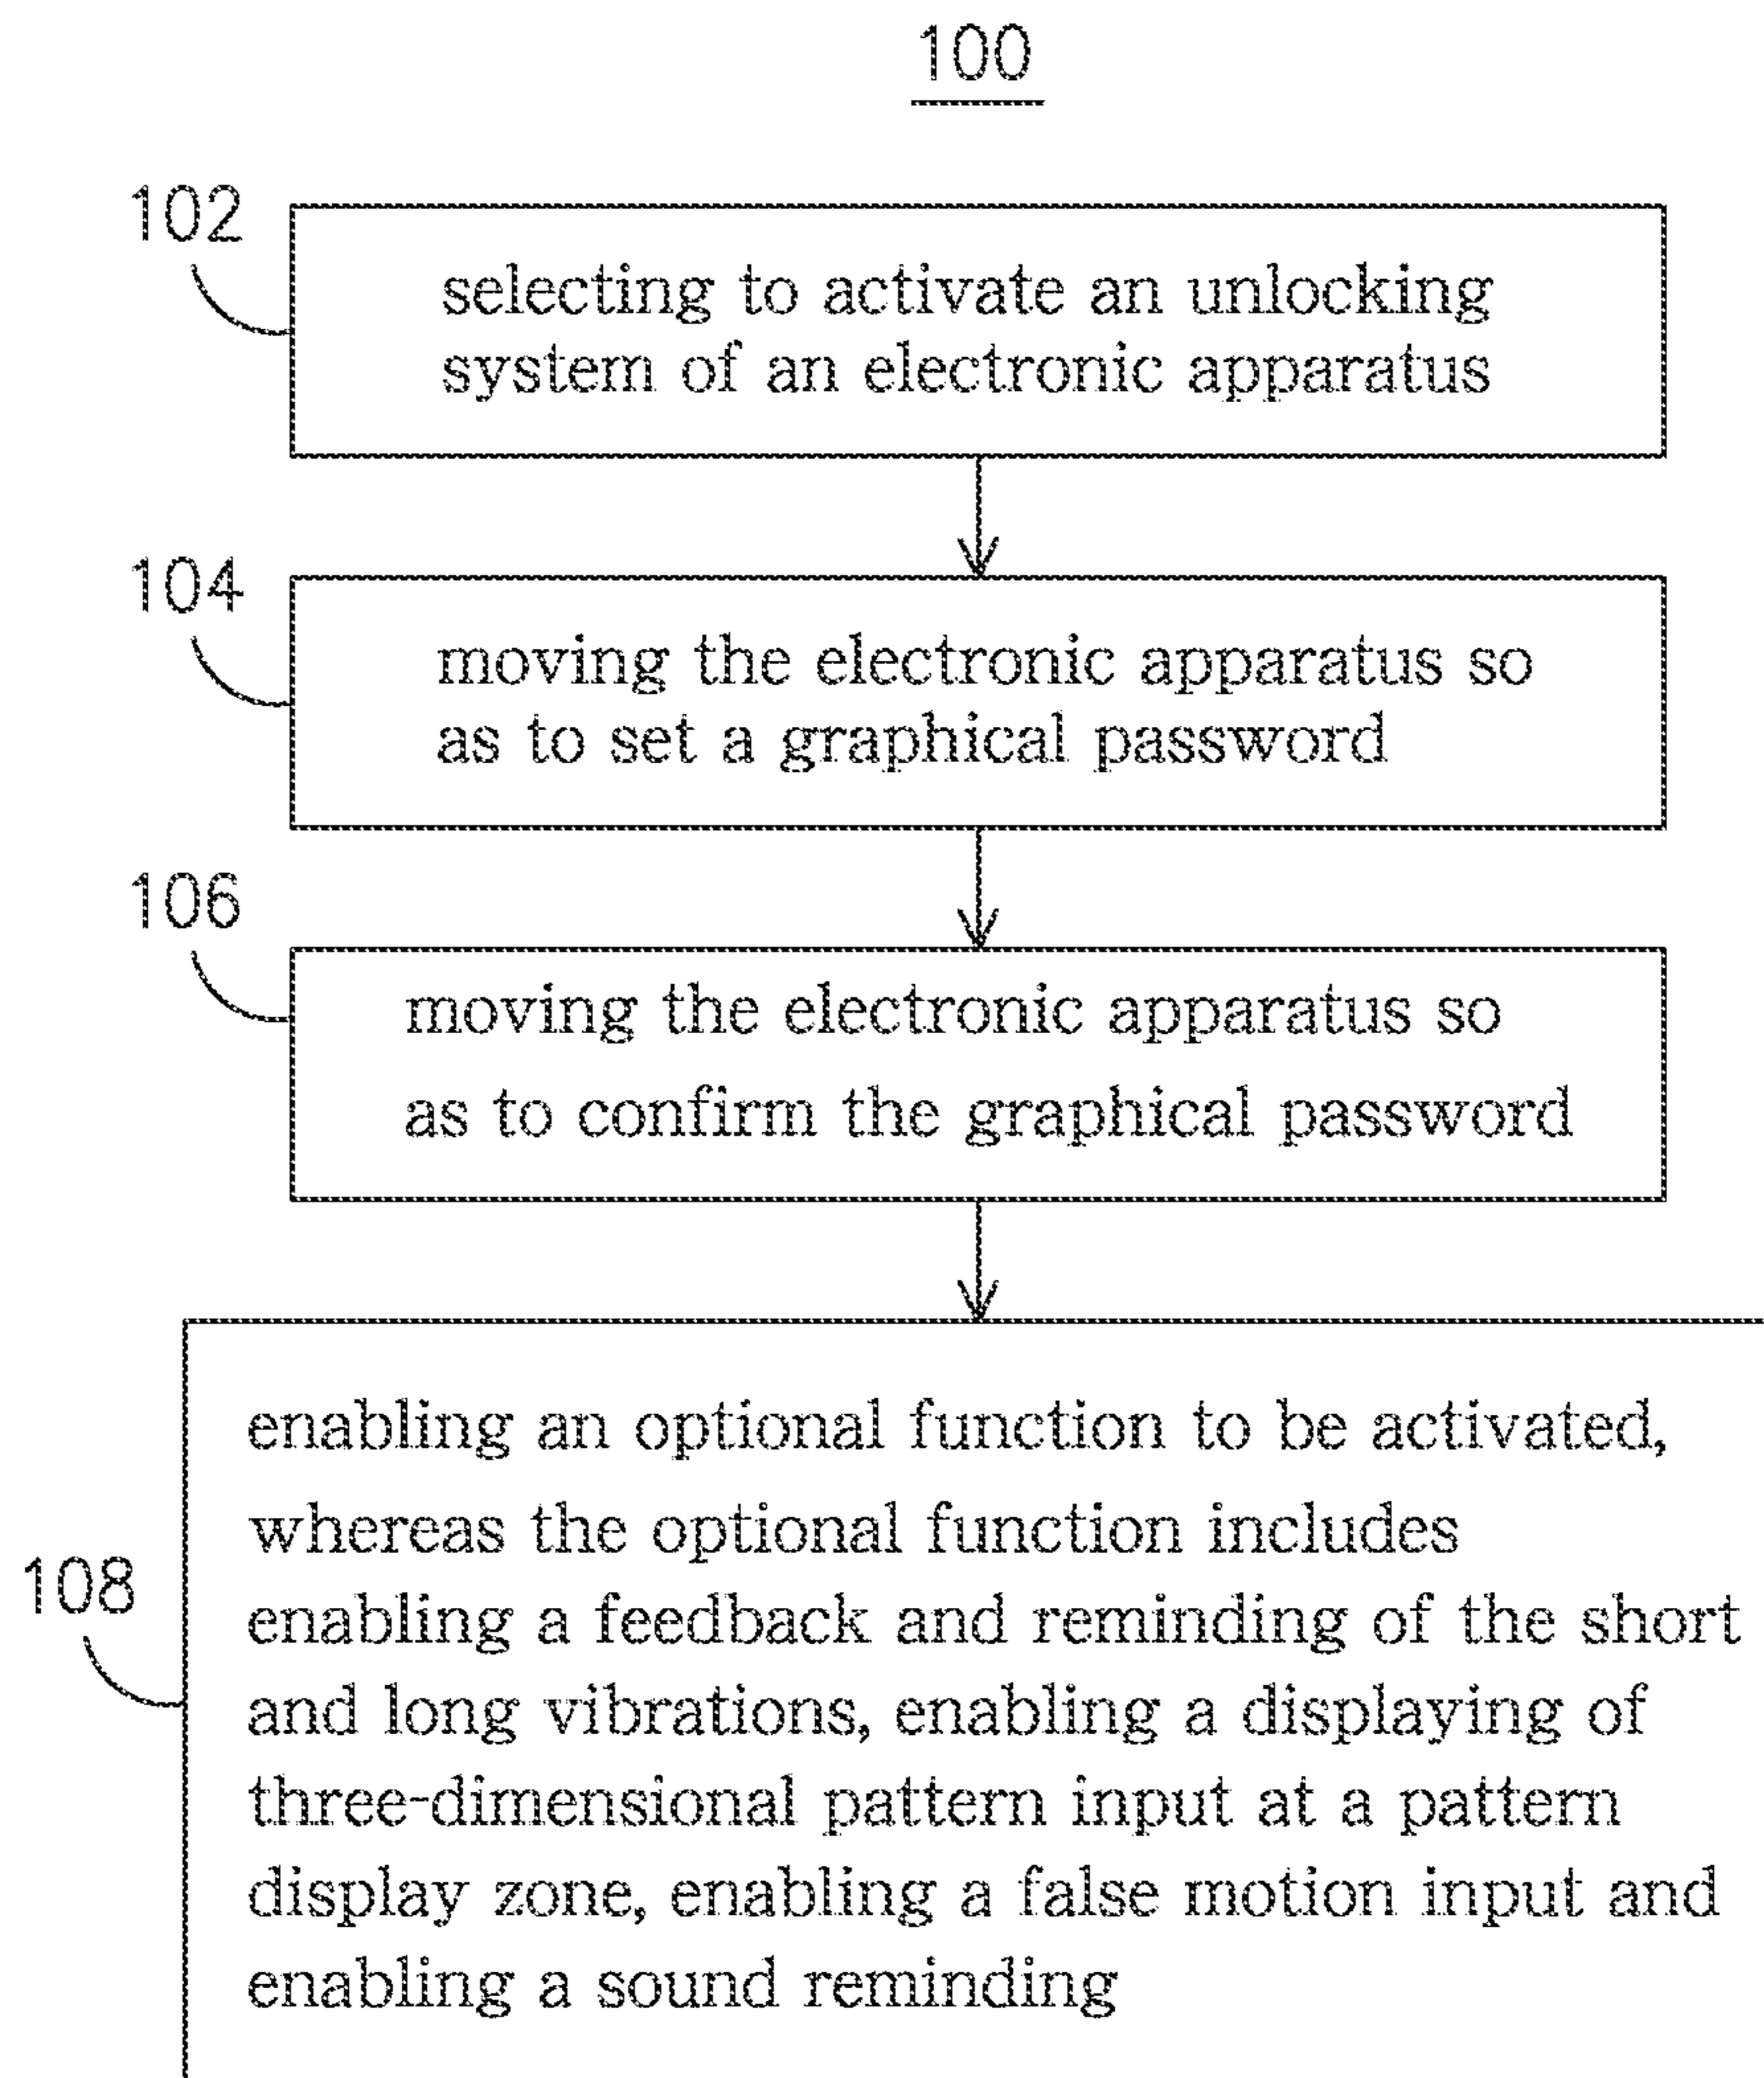 100
102
selecting to activate an unlocking
system of an electronic apparatus
104
moving the electronic apparatus so
as to set a graphical password
106
moving the electronic apparatus so
as to confirm the graphical password
108
enabling an optional function to be activated,
whereas the optional function includes
enabling a feedback and reminding of the short
and long vibrations, enabling a displaying of
three-dimensional pattern input at a pattern
display zone, enabling a false motion input and
enabling a sound reminding